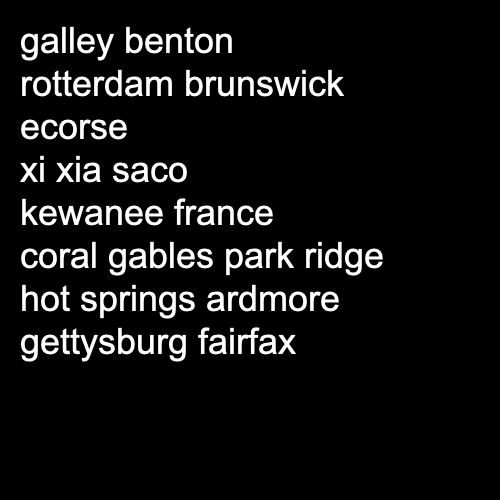 galley benton
rotterdam brunswick
ecorse
xi xia saco
kewanee france
coral gables park ridge
hot springs ardmore
gettysburg fairfax